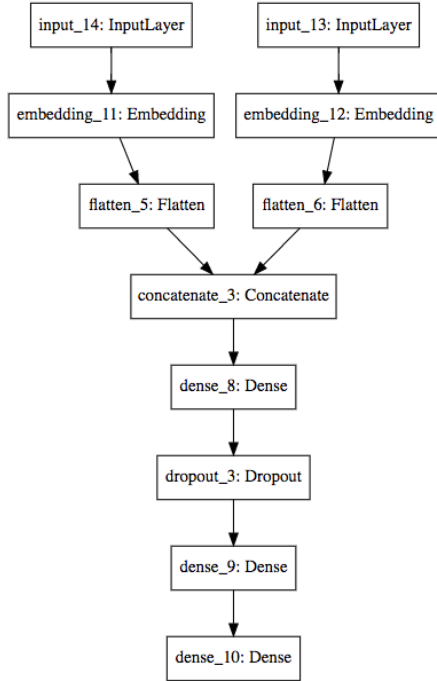 input_14: InputLayer
input_13: InputLayer
embedding_11: Embedding
embedding_12: Embedding
flatten_5: Flatten
flatten_6: Flatten
concatenate_3: Concatenate
dense_8: Dense
dropout_3: Dropout
dense_9: Dense
dense_10: Dense